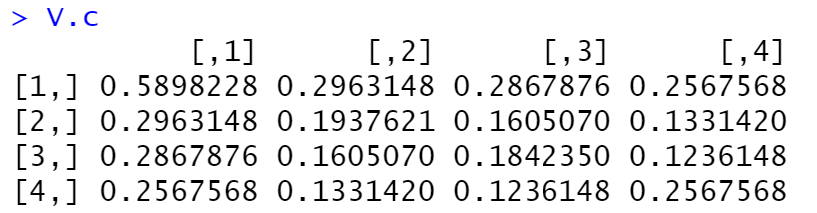 > V.c
[,1] [,2] [,3] [,4]
[1,] 0.5898228 0.2963148 0.2867876 0.2567568
[2,] 0.2963148 0.1937621 0.1605070 0.1331420
[3,] 0.2867876 0.1605070 0.1842350 0.1236148
[4,] 0.2567568 0.1331420 0.1236148 0.2567568